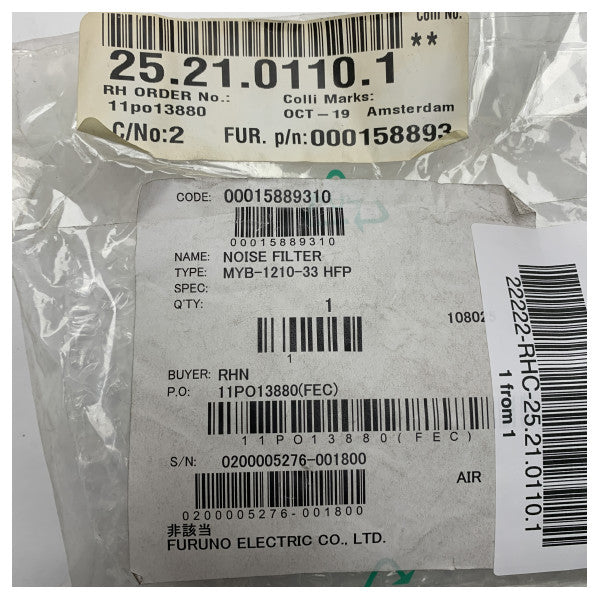 Colli No.
**
25.21.0110.1
RH ORDER No.: Colli Marks:
11po13880 OCT-19 Amsterdam
C/No:2 FUR. p/n:000158893
CODE: 00015889310
00015889310
NAME: NOISE FILTER
TYPE: MYB-1210-33 HFP
SPEC:
Q'TY: 1
10802
1
BUYER: RHN
P.O: 11PO13880(FEC)
11PO13880(FEC)
S/N: 0200005276-001800
AIR
0200005276-001800
非該当
FURUNO ELECTRIC CO., LTD.
22222-RHC-25.21.0110.1
1 from 1